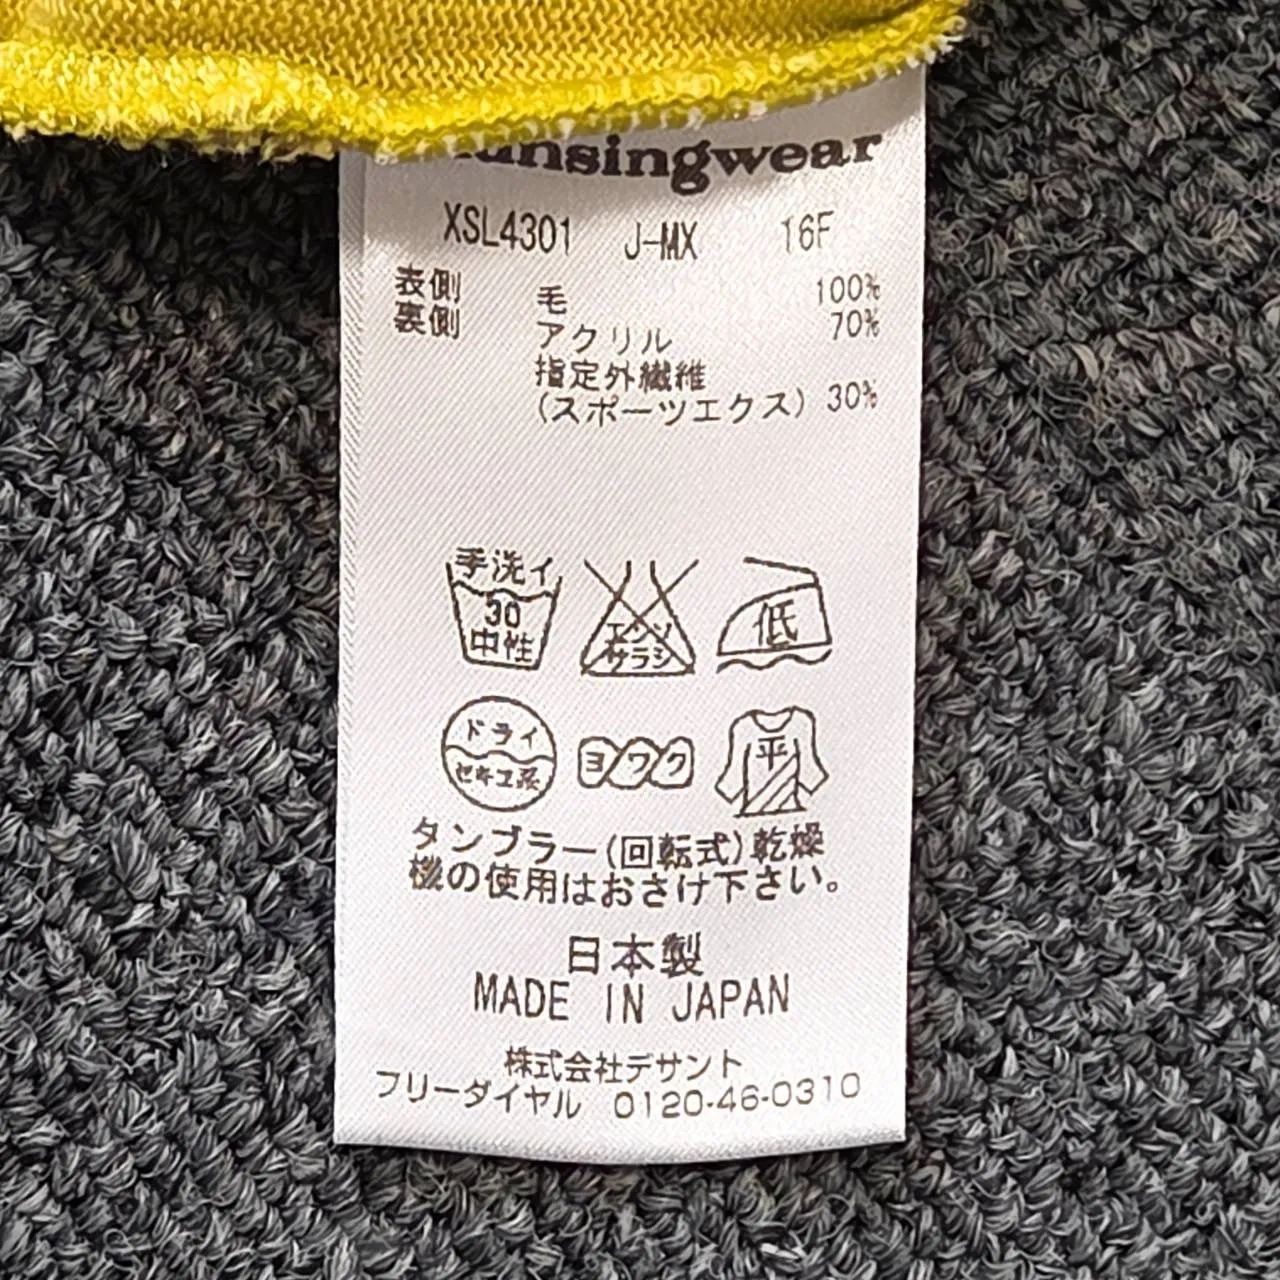 Munsingwear
XSL4301 J-MX 16F
表側 毛 100%
裏側 アクリル 70%
指定外繊維
(スポーツエクス) 30%
手洗イ
30
中性
エンソ
サラシ
低
ドライ
セキユ系
ヨワク
平
タンブラー(回転式)乾燥
機の使用はおさけ下さい。
日本製
MADE IN JAPAN
株式会社デサント
フリーダイヤル 0120-46-0310